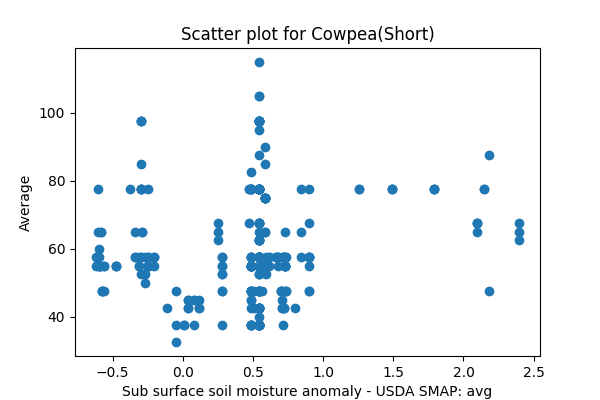 Scatter plot for Cowpea(Short)
Average
100
80
60
40
−0.5 0.0 0.5 1.0 1.5 2.0 2.5
Sub surface soil moisture anomaly - USDA SMAP: avg